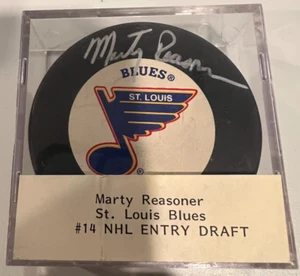 Marty Reasoner
BLUES®
ST. LOUIS
Marty Reasoner
St. Louis Blues
#14 NHL ENTRY DRAFT